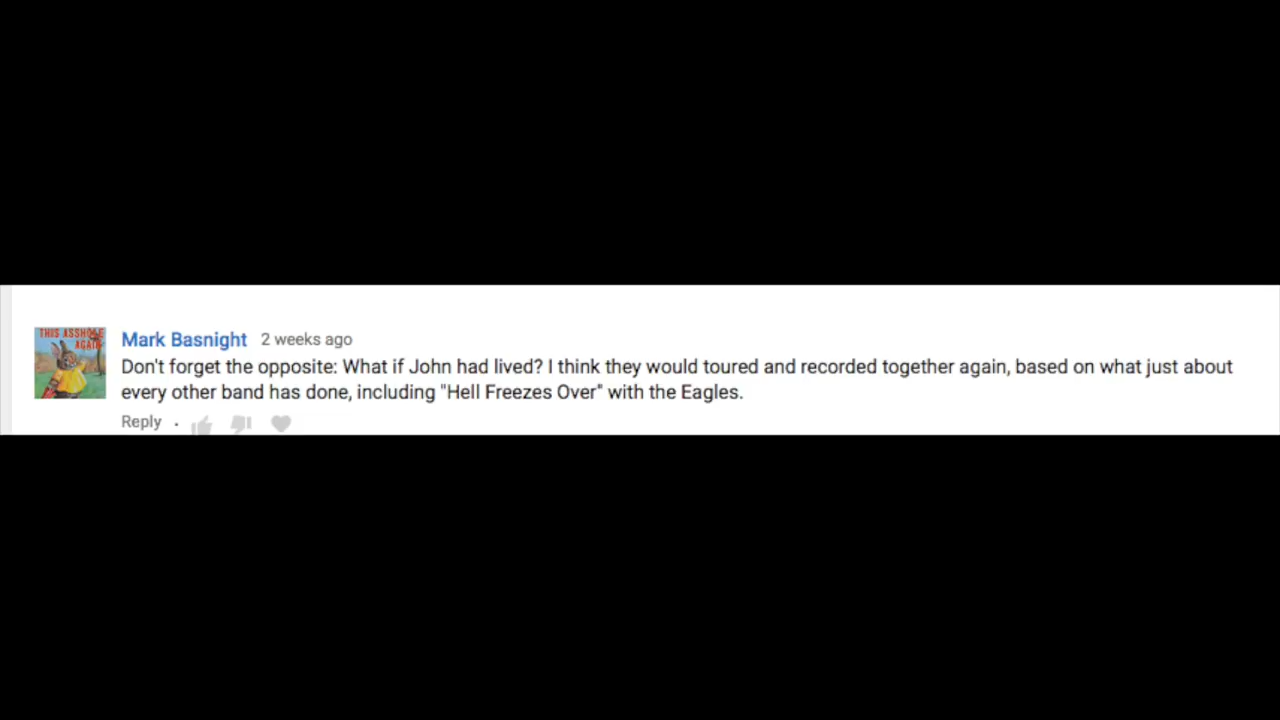 THIS ASSHOLE
AGAIN
Mark Basnight 2 weeks ago
Don't forget the opposite: What if John had lived? I think they would toured and recorded together again, based on what just about
every other band has done, including "Hell Freezes Over" with the Eagles.
Reply ·